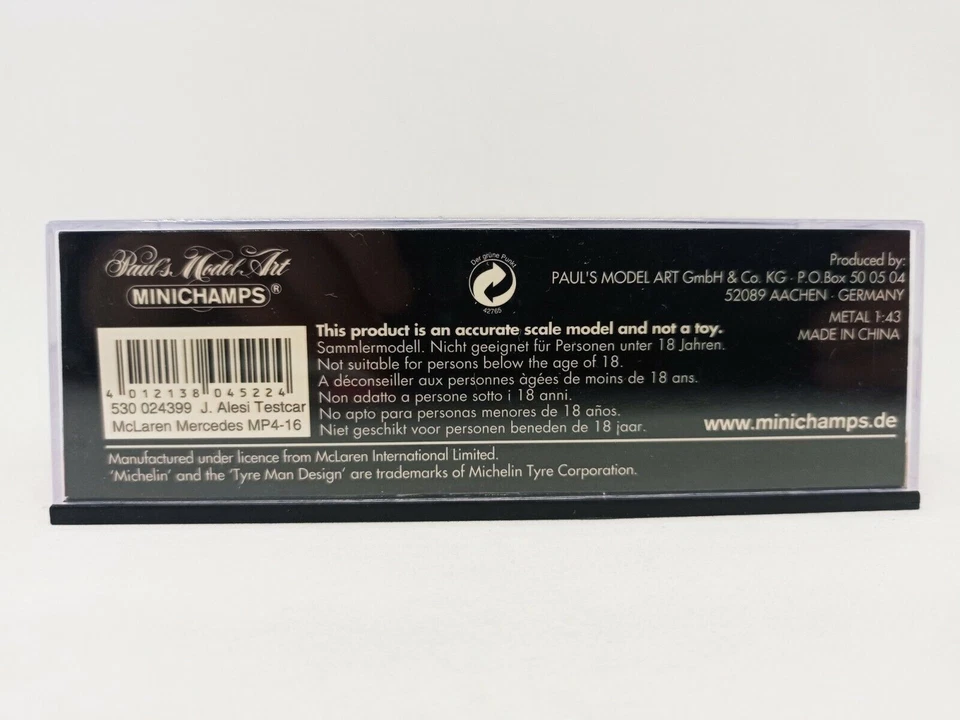 Paul's Model Art
MINICHAMPS®
Der grüne Punkt
42765
Produced by:
PAUL'S MODEL ART GmbH & Co. KG · P.O.Box 50 05 04
52089 AACHEN · GERMANY
METAL 1:43
MADE IN CHINA
4 012138 045224
530 024399 J. Alesi Testcar
McLaren Mercedes MP4-16
This product is an accurate scale model and not a toy.
Sammlermodell. Nicht geeignet für Personen unter 18 Jahren.
Not suitable for persons below the age of 18.
A déconseiller aux personnes àgées de moins de 18 ans.
Non adatto a persone sotto i 18 anni.
No apto para personas menores de 18 años.
Niet geschikt voor personen beneden de 18 jaar.
www.minichamps.de
Manufactured under licence from McLaren International Limited.
'Michelin' and the 'Tyre Man Design' are trademarks of Michelin Tyre Corporation.